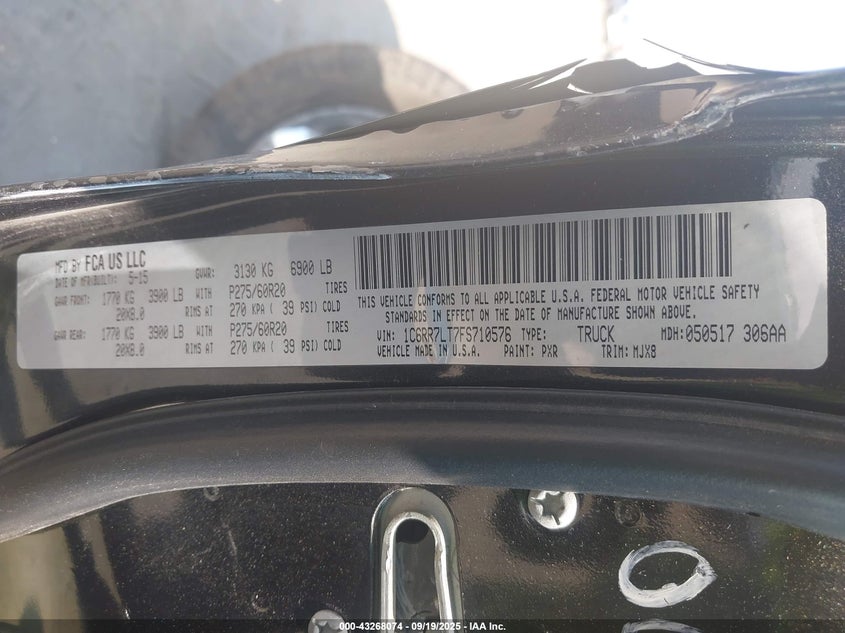 MFD BY FCA US LLC
DATE OF MFR(BUILT): 5-15 GVWR: 3130 KG 6900 LB
GAWR FRONT: 1770 KG 3900 LB WITH P275/60R20 TIRES
20X8.0 RIMS AT 270 KPA ( 39 PSI) COLD
GAWR REAR: 1770 KG 3900 LB WITH P275/60R20 TIRES
20X8.0 RIMS AT 270 KPA ( 39 PSI) COLD
THIS VEHICLE CONFORMS TO ALL APPLICABLE U.S.A. FEDERAL MOTOR VEHICLE SAFETY
STANDARDS IN EFFECT ON THE DATE OF MANUFACTURE SHOWN ABOVE.
VIN: 1C6RR7LT7FS710576 TYPE: TRUCK MDH: 050517 306AA
VEHICLE MADE IN U.S.A. PAINT: PXR TRIM: MJX8
000-43268074 - 09/19/2025 - IAA Inc.